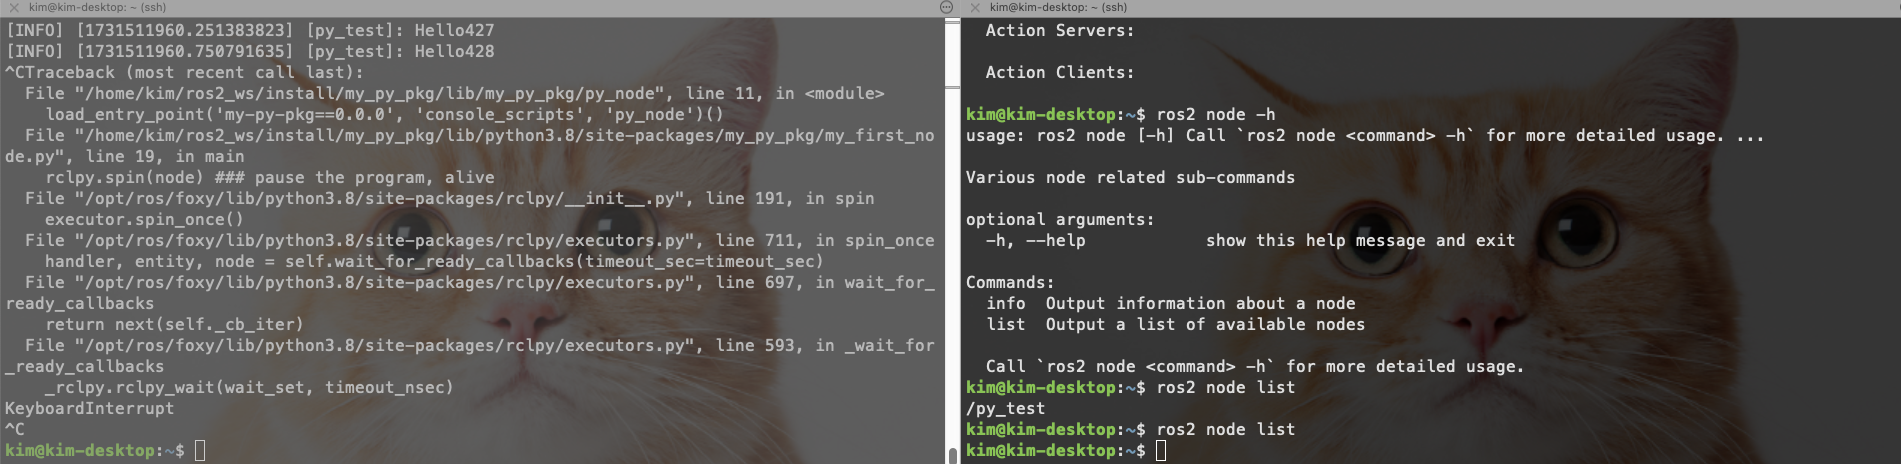 kim@kim-desktop: ~ (ssh)
[INFO] [1731511960.251383823] [py_test]: Hello427
[INFO] [1731511960.750791635] [py_test]: Hello428
^CTraceback (most recent call last):
  File "/home/kim/ros2_ws/install/my_py_pkg/lib/my_py_pkg/py_node", line 11, in <module>
    load_entry_point('my-py-pkg==0.0.0', 'console_scripts', 'py_node')()
  File "/home/kim/ros2_ws/install/my_py_pkg/lib/python3.8/site-packages/my_py_pkg/my_first_no
de.py", line 19, in main
    rclpy.spin(node) ### pause the program, alive
  File "/opt/ros/foxy/lib/python3.8/site-packages/rclpy/__init__.py", line 191, in spin
    executor.spin_once()
  File "/opt/ros/foxy/lib/python3.8/site-packages/rclpy/executors.py", line 711, in spin_once
    handler, entity, node = self.wait_for_ready_callbacks(timeout_sec=timeout_sec)
  File "/opt/ros/foxy/lib/python3.8/site-packages/rclpy/executors.py", line 697, in wait_for_
ready_callbacks
    return next(self._cb_iter)
  File "/opt/ros/foxy/lib/python3.8/site-packages/rclpy/executors.py", line 593, in _wait_for
_ready_callbacks
    _rclpy.rclpy_wait(wait_set, timeout_nsec)
KeyboardInterrupt
^C
kim@kim-desktop:~$
kim@kim-desktop: ~ (ssh)
  Action Servers:
  Action Clients:
kim@kim-desktop:~$ ros2 node -h
usage: ros2 node [-h] Call `ros2 node <command> -h` for more detailed usage. ...
Various node related sub-commands
optional arguments:
  -h, --help            show this help message and exit
Commands:
  info  Output information about a node
  list  Output a list of available nodes
  Call `ros2 node <command> -h` for more detailed usage.
kim@kim-desktop:~$ ros2 node list
/py_test
kim@kim-desktop:~$ ros2 node list
kim@kim-desktop:~$